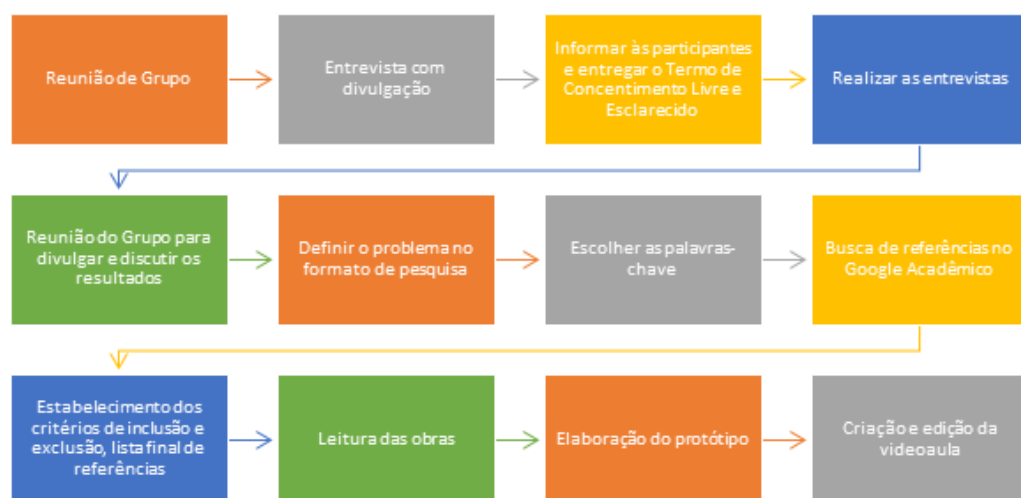 Reunião de Grupo
Entrevista com
divulgação
Informar às participantes
e entregar o Termo de
Concentimento Livre e
Esclarecido
Realizar as entrevistas
Reunião do Grupo para
divulgar e discutir os
resultados
Definir o problema no
formato de pesquisa
Escolher as palavras-
chave
Busca de referências no
Google Acadêmico
Estabelecimento dos
critérios de inclusão e
exclusão, lista final de
referências
Leitura das obras
Elaboração do protótipo
Criação e edição da
videoaula